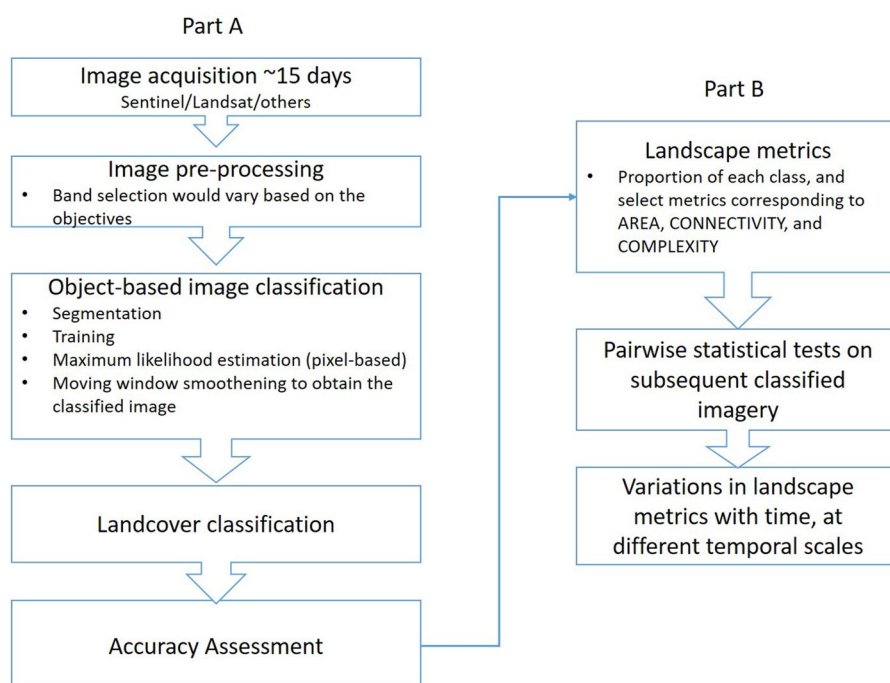 Part A
Image acquisition ~15 days
Sentinel/Landsat/others
Image pre-processing
• Band selection would vary based on the
objectives
Object-based image classification
• Segmentation
• Training
• Maximum likelihood estimation (pixel-based)
• Moving window smoothening to obtain the
classified image
Landcover classification
Accuracy Assessment
Part B
Landscape metrics
• Proportion of each class, and
select metrics corresponding to
AREA, CONNECTIVITY, and
COMPLEXITY
Pairwise statistical tests on
subsequent classified
imagery
Variations in landscape
metrics with time, at
different temporal scales